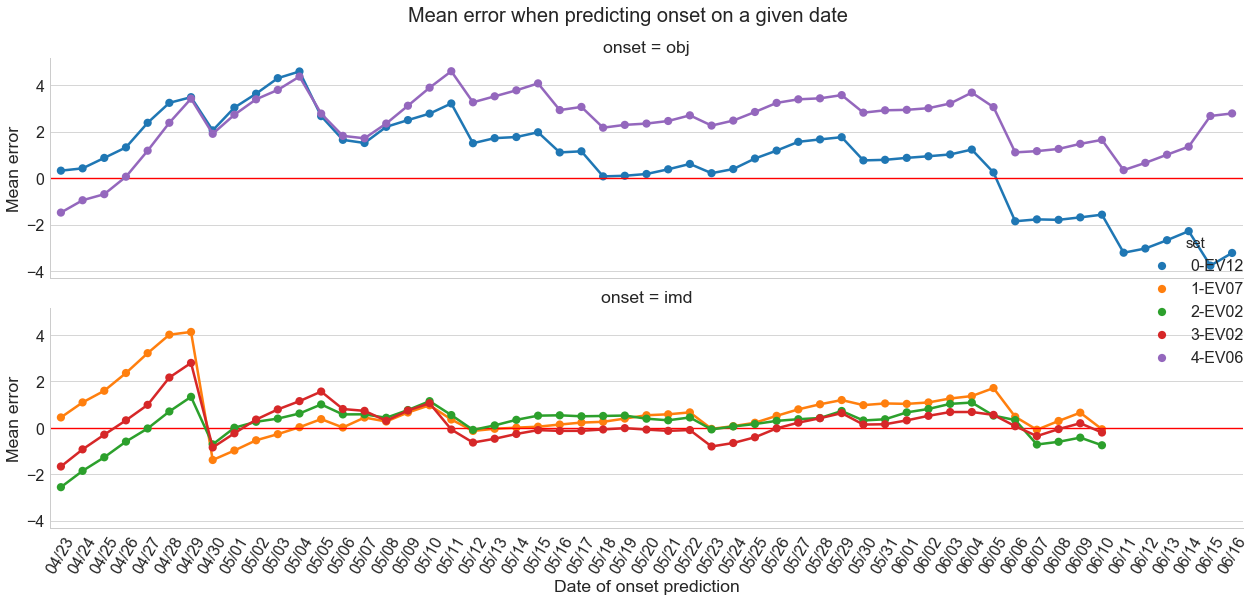 Mean error when predicting onset on a given date
onset = obj
Mean error
4
2
0
−2
−4
set
0-EV12
1-EV07
2-EV02
3-EV02
4-EV06
onset = imd
Mean error
4
2
0
−2
−4
04/23 04/24 04/25 04/26 04/27 04/28 04/29 04/30 05/01 05/02 05/03 05/04 05/05 05/06 05/07 05/08 05/09 05/10 05/11 05/12 05/13 05/14 05/15 05/16 05/17 05/18 05/19 05/20 05/21 05/22 05/23 05/24 05/25 05/26 05/27 05/28 05/29 05/30 05/31 06/01 06/02 06/03 06/04 06/05 06/06 06/07 06/08 06/09 06/10 06/11 06/12 06/13 06/14 06/15 06/16
Date of onset prediction